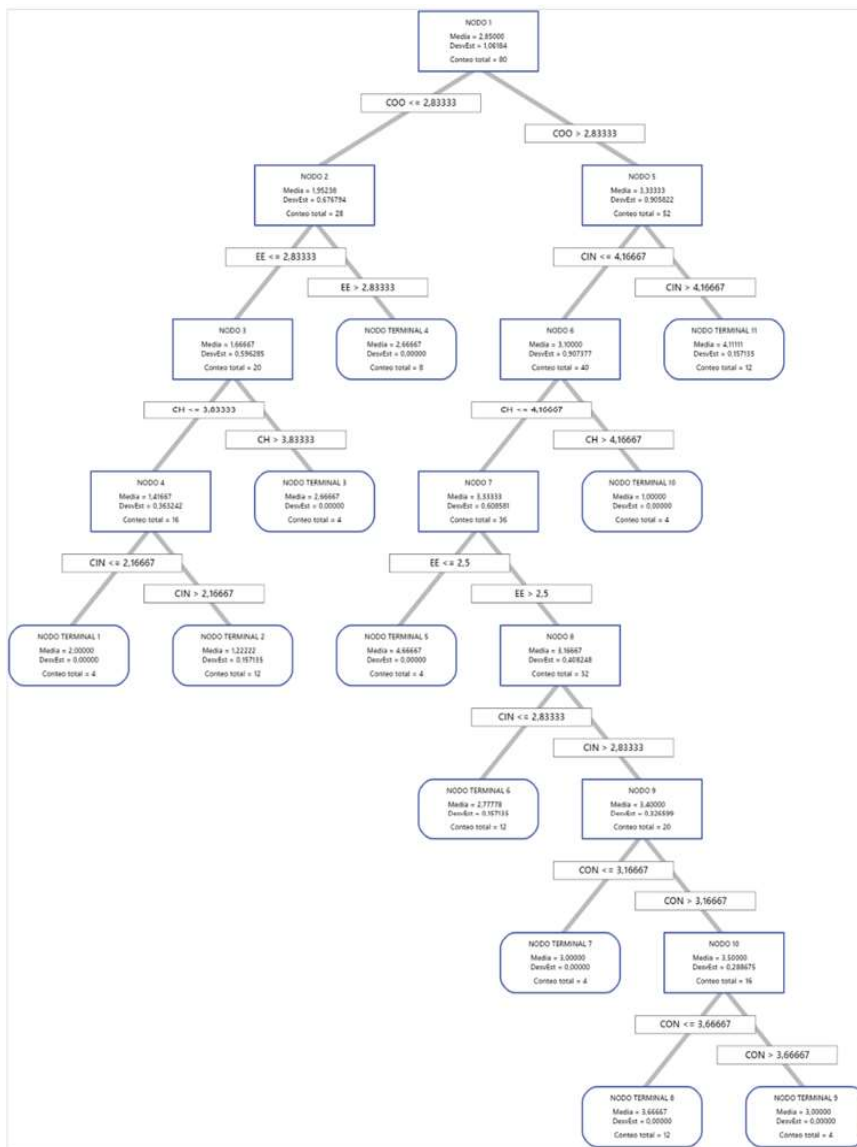 NODO 1
Media = 2,85000
DesvEst = 1,06184
Conteo total = 80
COO <= 2,83333
COO > 2,83333
NODO 2
Media = 1,95238
DesvEst = 0,676794
Conteo total = 28
NODO 5
Media = 3,33333
DesvEst = 0,905822
Conteo total = 52
EE <= 2,83333
EE > 2,83333
CIN <= 4,16667
CIN > 4,16667
NODO 3
Media = 1,66667
DesvEst = 0,596285
Conteo total = 20
NODO TERMINAL 4
Media = 2,66667
DesvEst = 0,00000
Conteo total = 8
NODO 6
Media = 3,10000
DesvEst = 0,907377
Conteo total = 40
NODO TERMINAL 11
Media = 4,11111
DesvEst = 0,157135
Conteo total = 12
CH <= 3,83333
CH > 3,83333
CH <= 4,16667
CH > 4,16667
NODO 4
Media = 1,41667
DesvEst = 0,363242
Conteo total = 16
NODO TERMINAL 3
Media = 2,66667
DesvEst = 0,00000
Conteo total = 4
NODO 7
Media = 3,33333
DesvEst = 0,608581
Conteo total = 36
NODO TERMINAL 10
Media = 1,00000
DesvEst = 0,00000
Conteo total = 4
CIN <= 2,16667
CIN > 2,16667
EE <= 2,5
EE > 2,5
NODO TERMINAL 1
Media = 2,00000
DesvEst = 0,00000
Conteo total = 4
NODO TERMINAL 2
Media = 1,22222
DesvEst = 0,157135
Conteo total = 12
NODO TERMINAL 5
Media = 4,66667
DesvEst = 0,00000
Conteo total = 4
NODO 8
Media = 3,16667
DesvEst = 0,408248
Conteo total = 32
CIN <= 2,83333
CIN > 2,83333
NODO TERMINAL 6
Media = 2,77778
DesvEst = 0,157135
Conteo total = 12
NODO 9
Media = 3,40000
DesvEst = 0,326599
Conteo total = 20
CON <= 3,16667
CON > 3,16667
NODO TERMINAL 7
Media = 3,00000
DesvEst = 0,00000
Conteo total = 4
NODO 10
Media = 3,50000
DesvEst = 0,288675
Conteo total = 16
CON <= 3,66667
CON > 3,66667
NODO TERMINAL 8
Media = 3,66667
DesvEst = 0,00000
Conteo total = 12
NODO TERMINAL 9
Media = 3,00000
DesvEst = 0,00000
Conteo total = 4